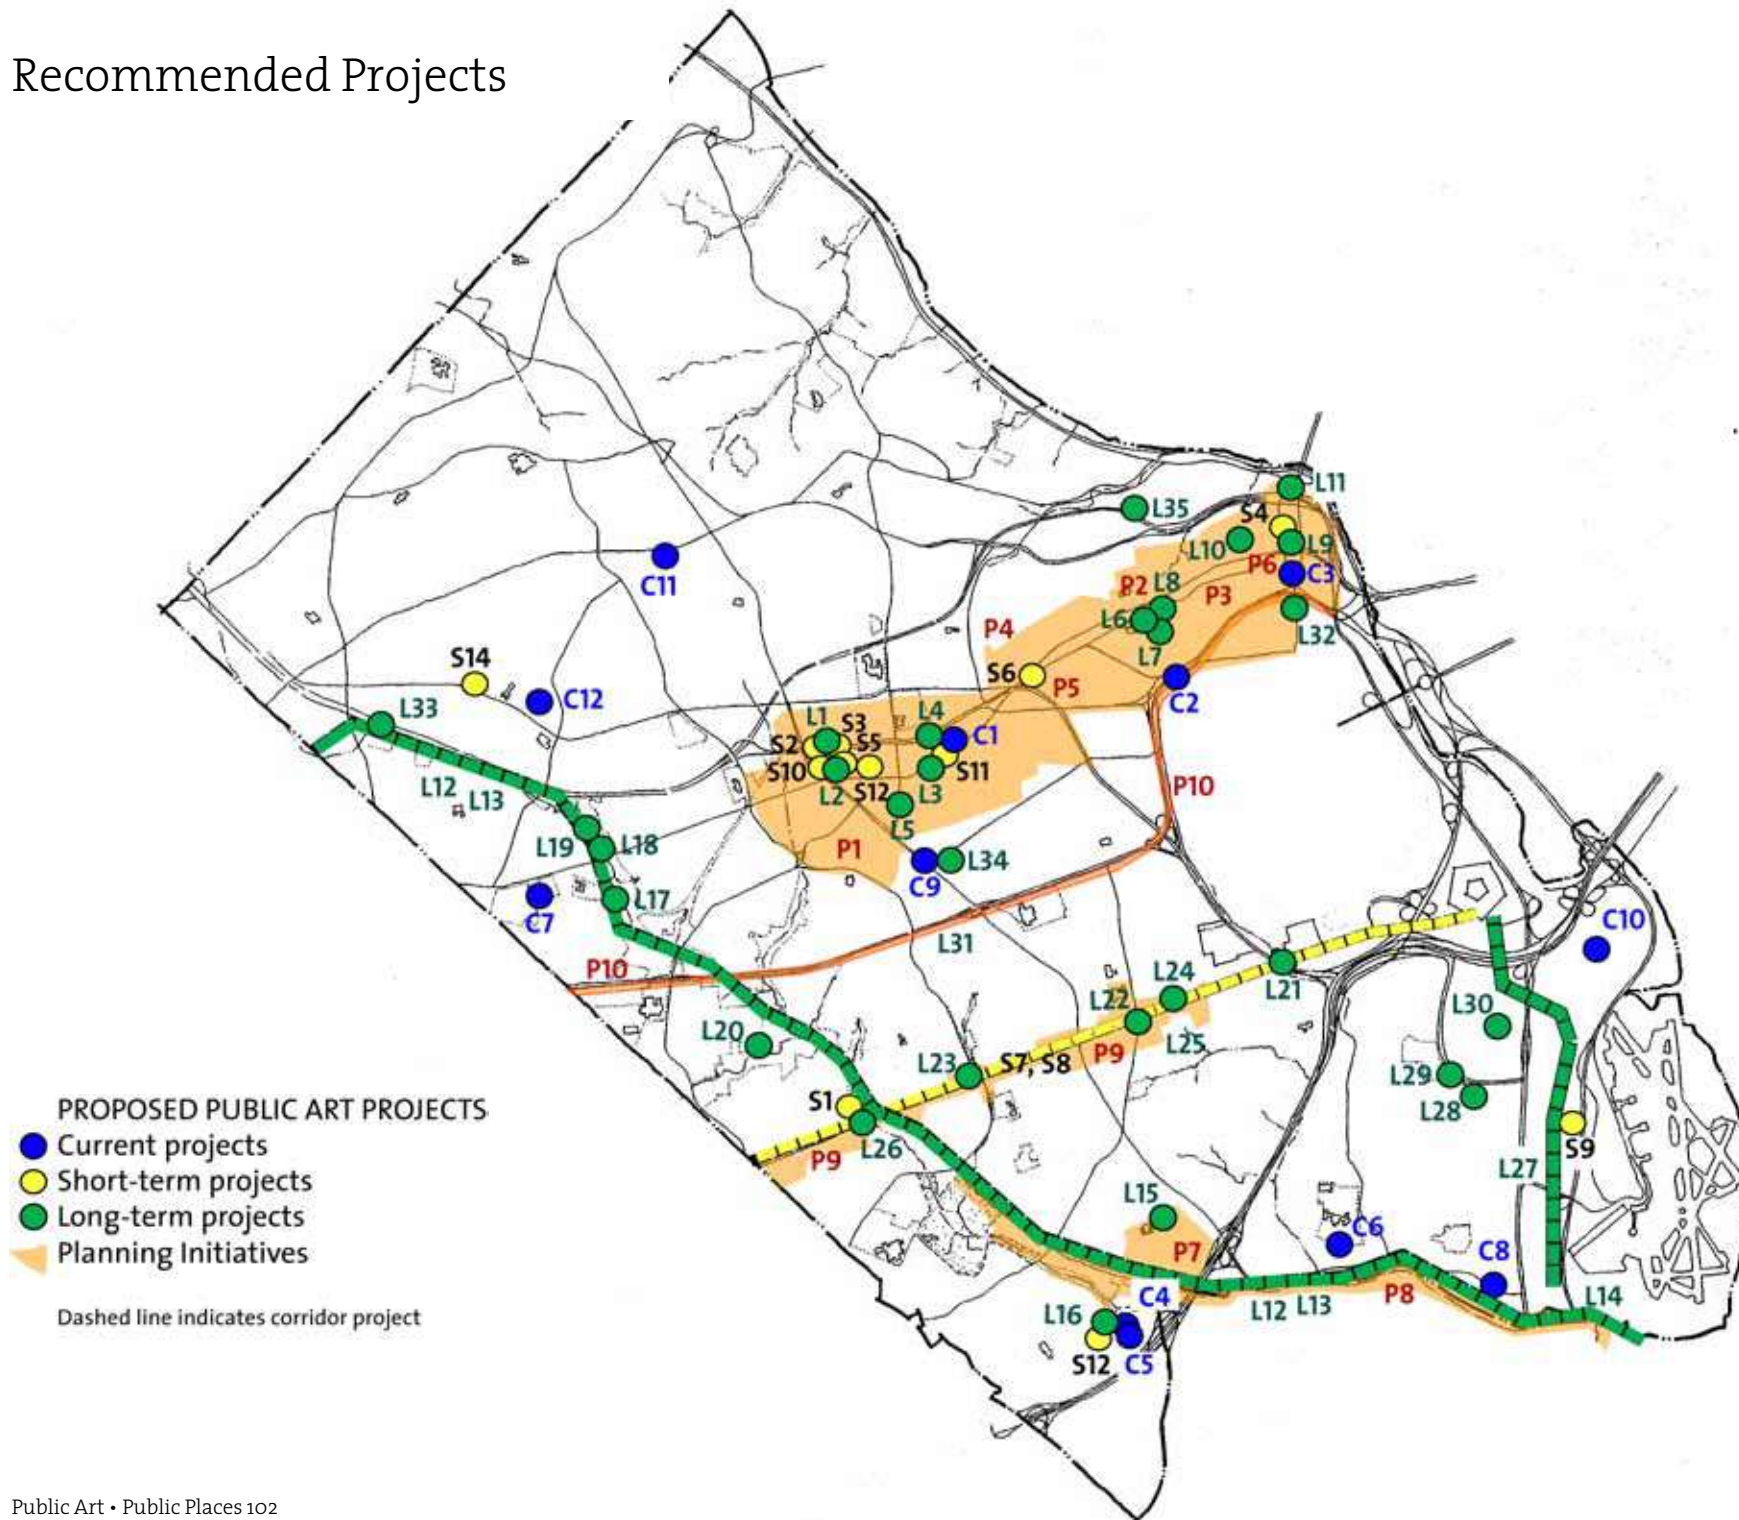 Recommended Projects
L11
S4
L35
L10
L9
P6
C3
C11
P2
L8
P3
L6
P4
L32
L7
S14
S6
P5
C2
C12
L33
L1
S3
L4
S2
S5
C1
S10
S11
L12
L13
L2
S12
L3
P10
L5
L19
L18
P1
L34
C9
L17
C7
C10
L31
P10
L24
L21
L22
L30
L20
L25
P9
L23
S7, S8
L29
L28
S1
L26
S9
P9
L27
L15
C6
P7
C8
C4
P8
L14
L12
L13
L16
S12
C5
PROPOSED PUBLIC ART PROJECTS
Current projects
Short-term projects
Long-term projects
Planning Initiatives
Dashed line indicates corridor project
Public Art • Public Places 102